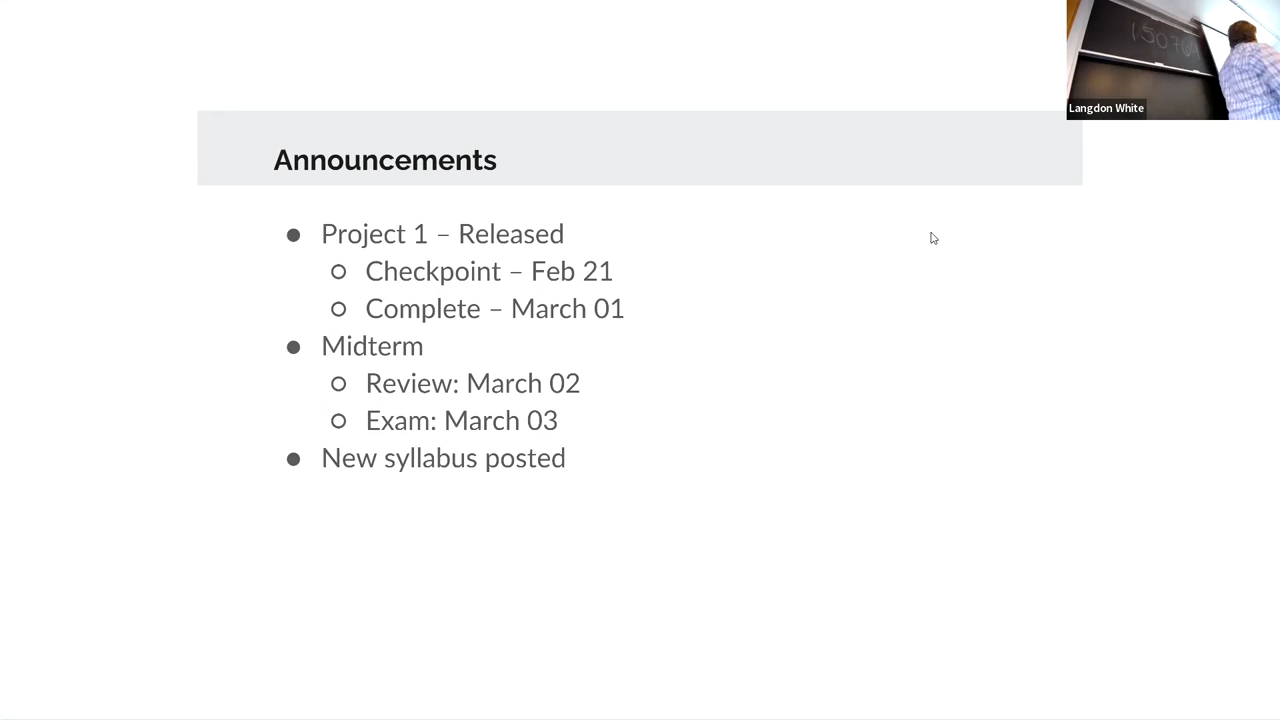 Langdon White
Announcements
● Project 1 – Released
○ Checkpoint – Feb 21
○ Complete – March 01
● Midterm
○ Review: March 02
○ Exam: March 03
● New syllabus posted